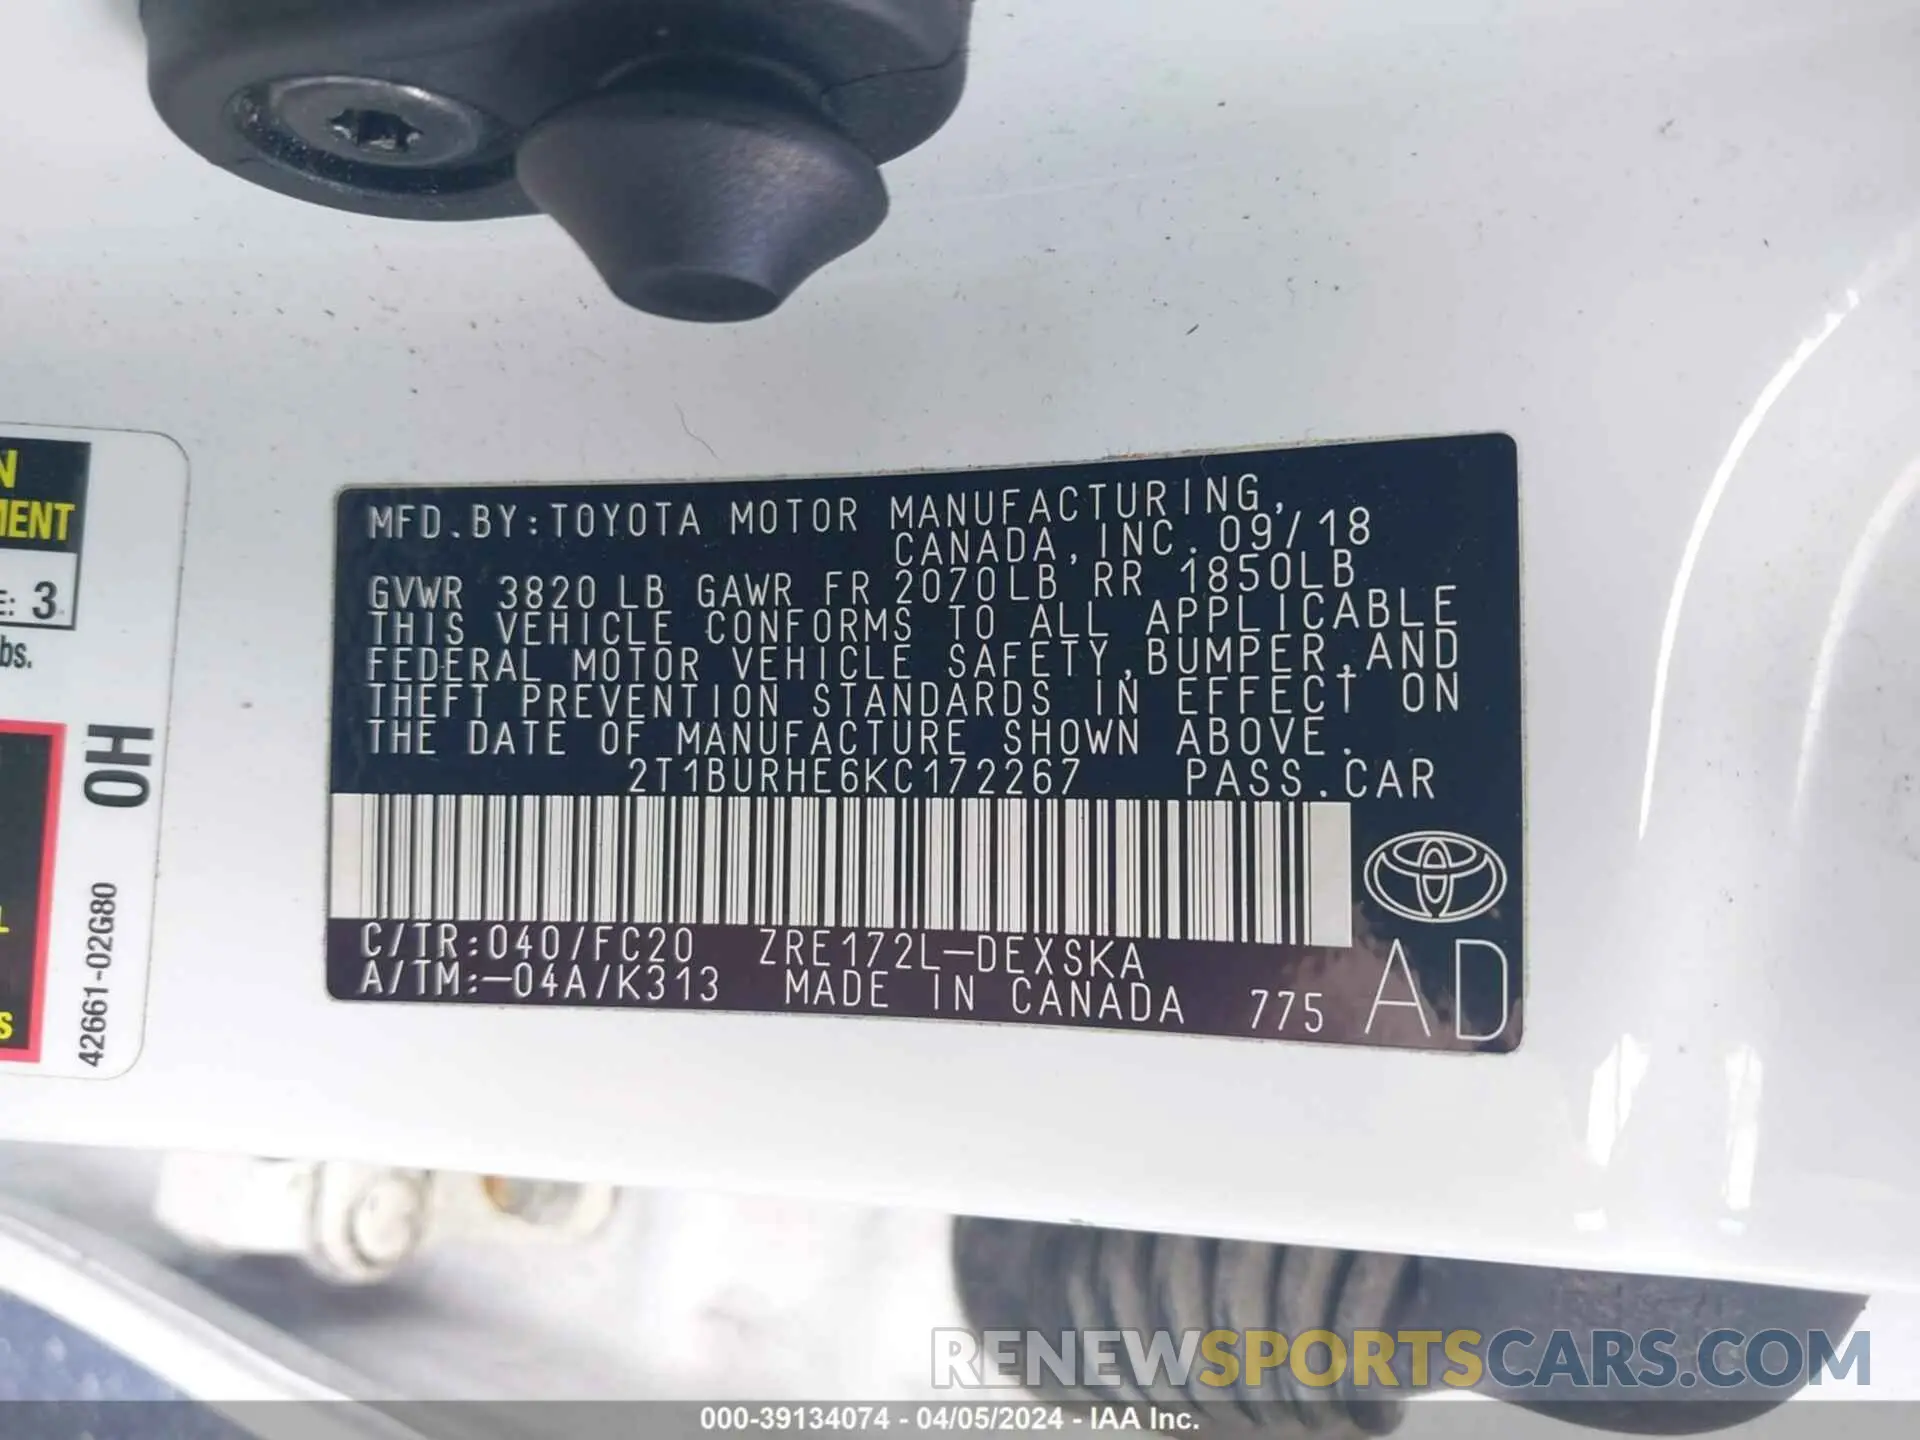 N
MENT
E: 3
bs.
L
S
OH
42661-02G80
MFD.BY:TOYOTA MOTOR MANUFACTURING,
CANADA,INC. 09/18
GVWR 3820LB GAWR FR 2070LB RR 1850LB
THIS VEHICLE CONFORMS TO ALL APPLICABLE
FEDERAL MOTOR VEHICLE SAFETY,BUMPER,AND
THEFT PREVENTION STANDARDS IN EFFECT ON
THE DATE OF MANUFACTURE SHOWN ABOVE.
2T1BURHE6KC172267 PASS.CAR
C/TR:040/FC20 ZRE172L-DEXSKA
A/TM:-04A/K313 MADE IN CANADA 775 AD
RENEWSPORTSCARS.COM
000-39134074 - 04/05/2024 - IAA Inc.